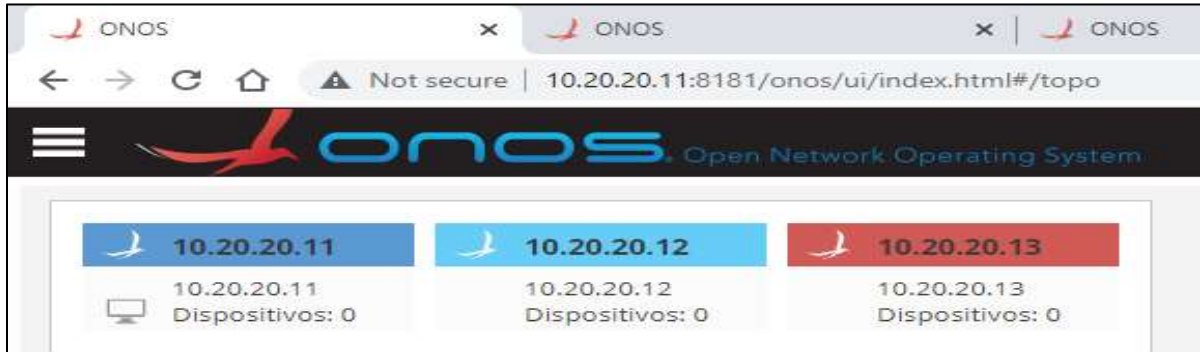 ONOS ONOS ONOS
Not secure | 10.20.20.11:8181/onos/ui/index.html#/topo
onos. Open Network Operating System
10.20.20.11 10.20.20.12 10.20.20.13
10.20.20.11 10.20.20.12 10.20.20.13
Dispositivos: 0 Dispositivos: 0 Dispositivos: 0